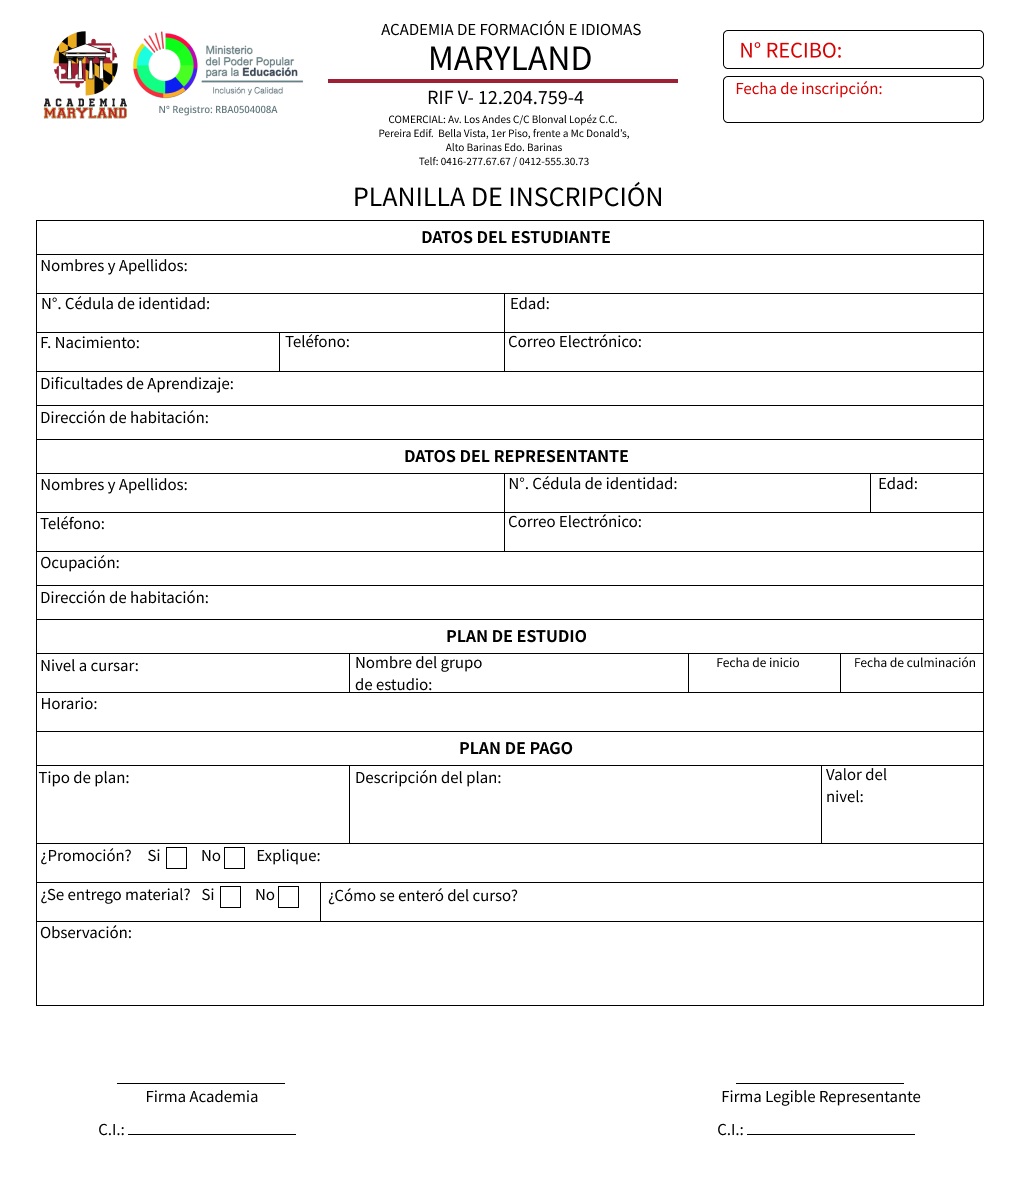 ACADEMIA
MARYLAND
Ministerio
del Poder Popular
para la Educación
Inclusión y Calidad
N° Registro: RBA0504008A
ACADEMIA DE FORMACIÓN E IDIOMAS
MARYLAND
RIF V- 12.204.759-4
COMERCIAL: Av. Los Andes C/C Blonval Lopéz C.C.
Pereira Edif. Bella Vista, 1er Piso, frente a Mc Donald's,
Alto Barinas Edo. Barinas
Telf: 0416-277.67.67 / 0412-555.30.73
N° RECIBO:
Fecha de inscripción:
PLANILLA DE INSCRIPCIÓN
DATOS DEL ESTUDIANTE
Nombres y Apellidos:
N°. Cédula de identidad: Edad:
F. Nacimiento: Teléfono: Correo Electrónico:
Dificultades de Aprendizaje:
Dirección de habitación:
DATOS DEL REPRESENTANTE
Nombres y Apellidos: N°. Cédula de identidad: Edad:
Teléfono: Correo Electrónico:
Ocupación:
Dirección de habitación:
PLAN DE ESTUDIO
Nivel a cursar:
Nombre del grupo
de estudio:
Fecha de inicio
Fecha de culminación
Horario:
PLAN DE PAGO
Tipo de plan:
Descripción del plan:
Valor del
nivel:
¿Promoción? Si No Explique:
¿Se entrego material? Si No ¿Cómo se enteró del curso?
Observación:
Firma Academia
C.I.:
Firma Legible Representante
C.I.: